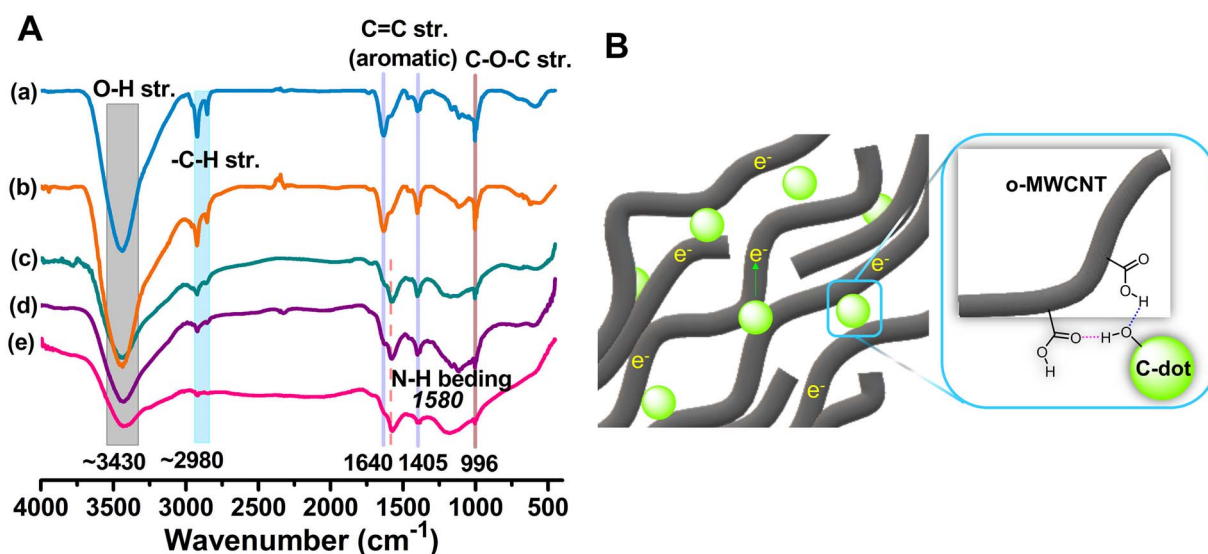 A
C=C str.
(aromatic)
C-O-C str.
(a)
O-H str.
-C-H str.
(b)
(c)
(d)
(e)
N-H beding
1580
~3430
~2980
1640
1405
996
4000
3500
3000
2500
2000
1500
1000
500
Wavenumber (cm⁻¹)
B
e⁻
e⁻
e⁻
e⁻
e⁻
e⁻
o-MWCNT
O
O
H
O
O
H
H
O
C-dot